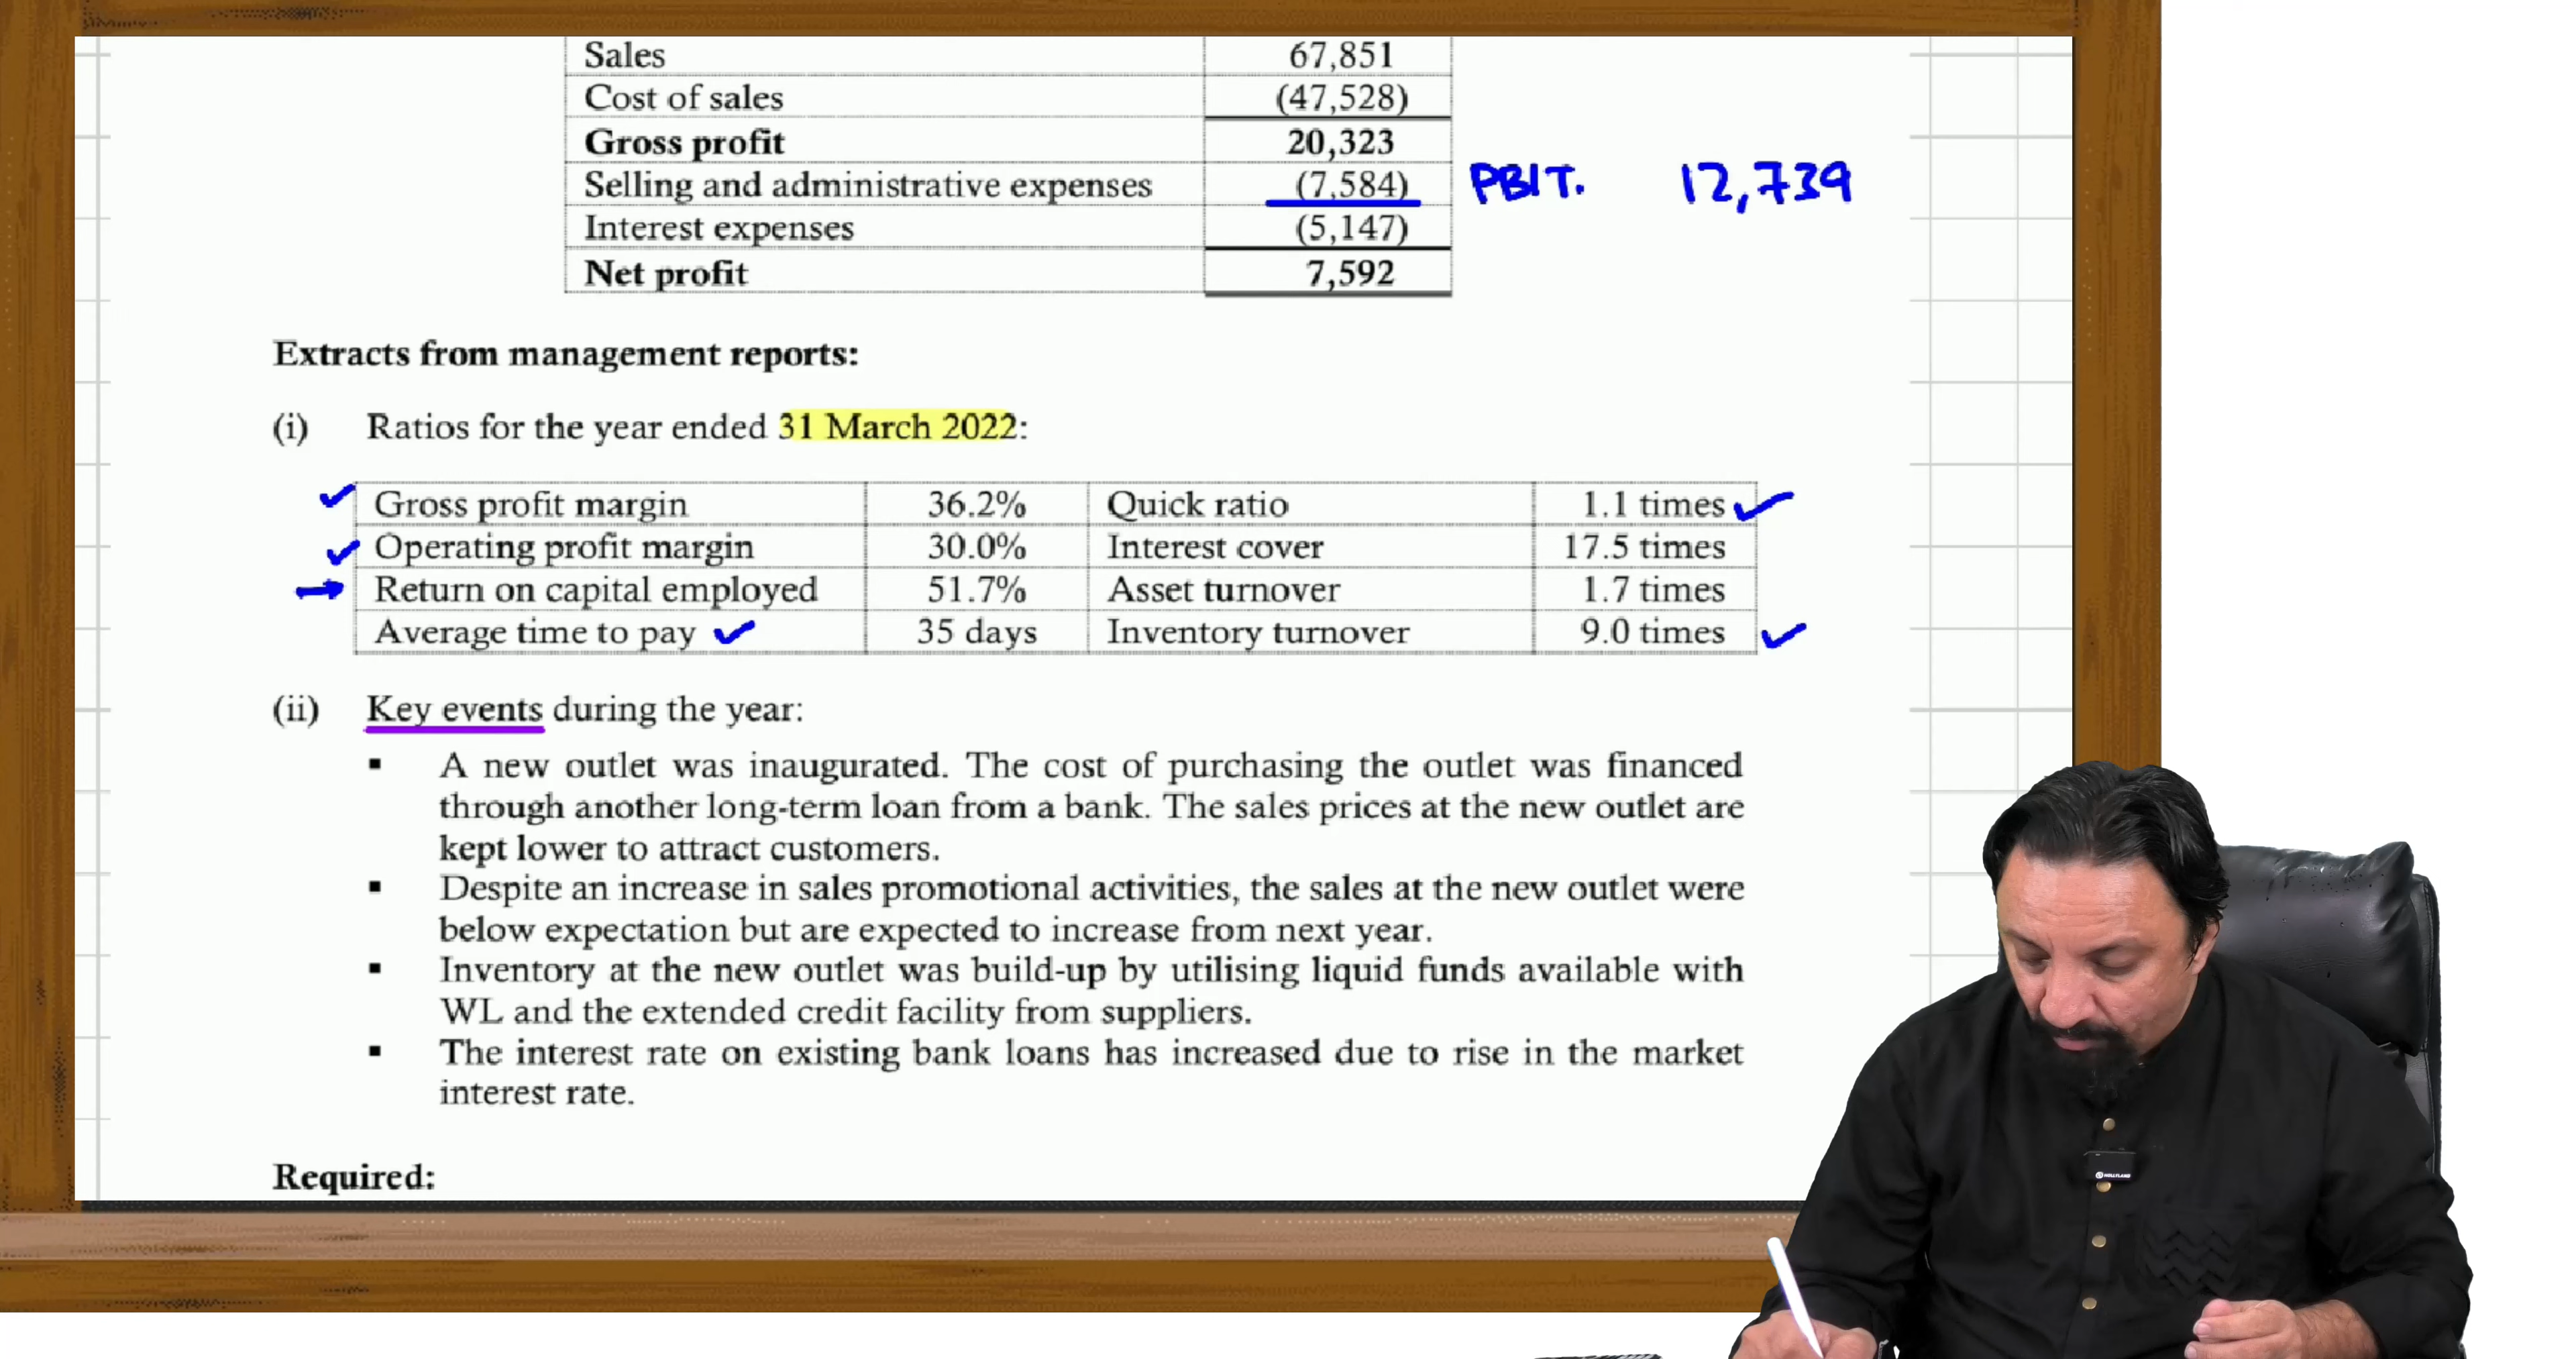 Sales 67,851
Cost of sales (47,528)
Gross profit 20,323
Selling and administrative expenses (7,584) PBIT. 12,739
Interest expenses (5,147)
Net profit 7,592
Extracts from management reports:
(i) Ratios for the year ended 31 March 2022:
Gross profit margin 36.2% Quick ratio 1.1 times
Operating profit margin 30.0% Interest cover 17.5 times
Return on capital employed 51.7% Asset turnover 1.7 times
Average time to pay 35 days Inventory turnover 9.0 times
(ii) Key events during the year:
▪ A new outlet was inaugurated. The cost of purchasing the outlet was financed
through another long-term loan from a bank. The sales prices at the new outlet are
kept lower to attract customers.
▪ Despite an increase in sales promotional activities, the sales at the new outlet were
below expectation but are expected to increase from next year.
▪ Inventory at the new outlet was build-up by utilising liquid funds available with
WL and the extended credit facility from suppliers.
▪ The interest rate on existing bank loans has increased due to rise in the market
interest rate.
Required:
HOLLYLAND